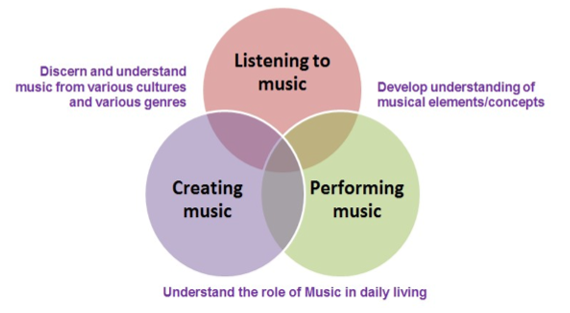 Listening to
music
Discern and understand
music from various cultures
and various genres
Develop understanding of
musical elements/concepts
Creating
music
Performing
music
Understand the role of Music in daily living